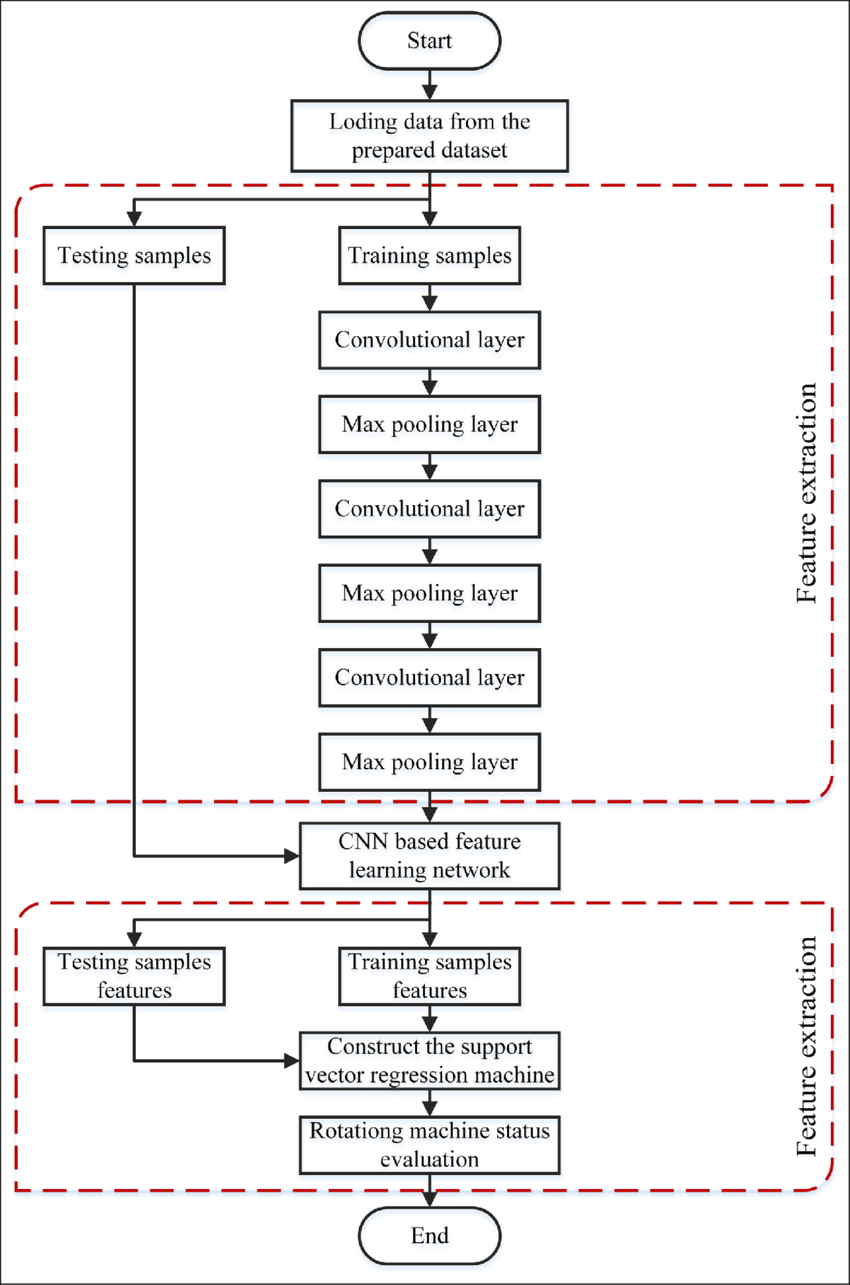 Start
Loding data from the
prepared dataset
Testing samples
Training samples
Convolutional layer
Max pooling layer
Convolutional layer
Max pooling layer
Convolutional layer
Max pooling layer
Feature extraction
CNN based feature
learning network
Testing samples
features
Training samples
features
Construct the support
vector regression machine
Rotationg machine status
evaluation
Feature extraction
End